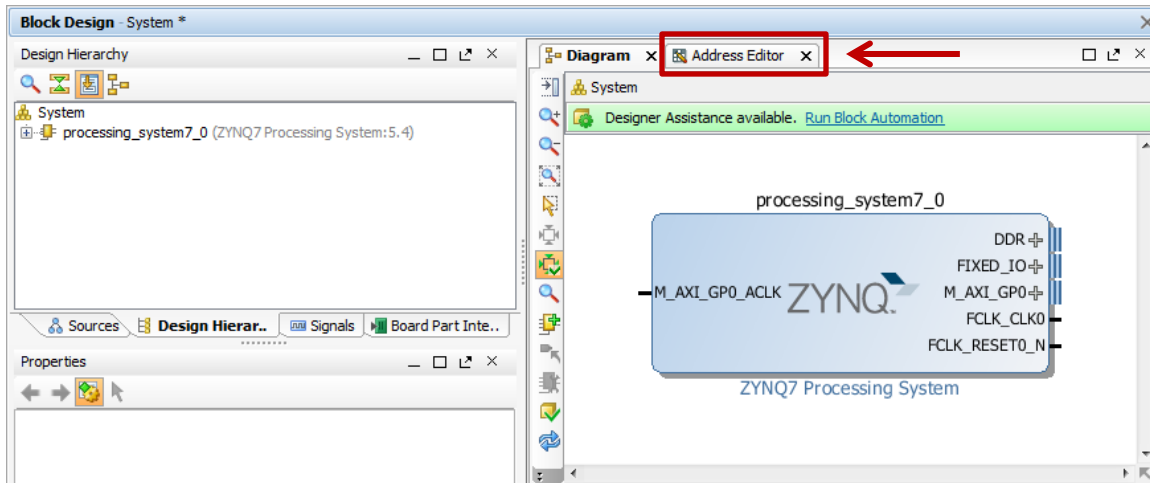 Block Design - System *
Design Hierarchy
System
processing_system7_0 (ZYNQ7 Processing System:5.4)
Sources
Design Hierar..
Signals
Board Part Inte..
Properties
Diagram
Address Editor
System
Designer Assistance available. Run Block Automation
processing_system7_0
DDR
FIXED_IO
M_AXI_GP0_ACLK ZYNQ M_AXI_GP0
FCLK_CLK0
FCLK_RESET0_N
ZYNQ7 Processing System